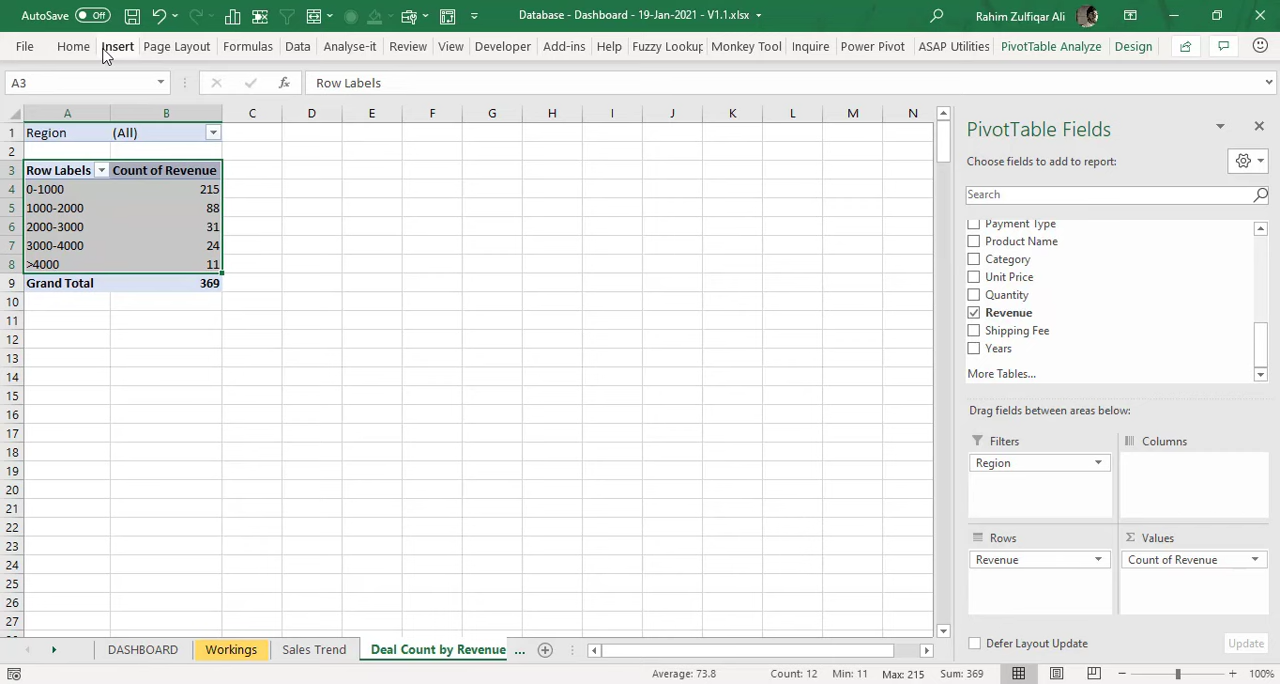 AutoSave Off Database - Dashboard - 19-Jan-2021 - V1.1.xlsx Rahim Zulfiqar Ali
File Home Insert Page Layout Formulas Data Analyse-it Review View Developer Add-ins Help Fuzzy Lookup Monkey Tool Inquire Power Pivot ASAP Utilities PivotTable Analyze Design
A3 fx Row Labels
A B C D E F G H I J K L M N
1 Region (All)
2
3 Row Labels Count of Revenue
4 0-1000 215
5 1000-2000 88
6 2000-3000 31
7 3000-4000 24
8 >4000 11
9 Grand Total 369
10
11
12
13
14
15
16
17
18
19
20
21
22
23
24
25
26
27
PivotTable Fields
Choose fields to add to report:
Search
Payment Type
Product Name
Category
Unit Price
Quantity
Revenue
Shipping Fee
Years
More Tables...
Drag fields between areas below:
Filters Columns
Region
Rows Σ Values
Revenue Count of Revenue
Defer Layout Update Update
DASHBOARD Workings Sales Trend Deal Count by Revenue ...
Average: 73.8 Count: 12 Min: 11 Max: 215 Sum: 369 100%